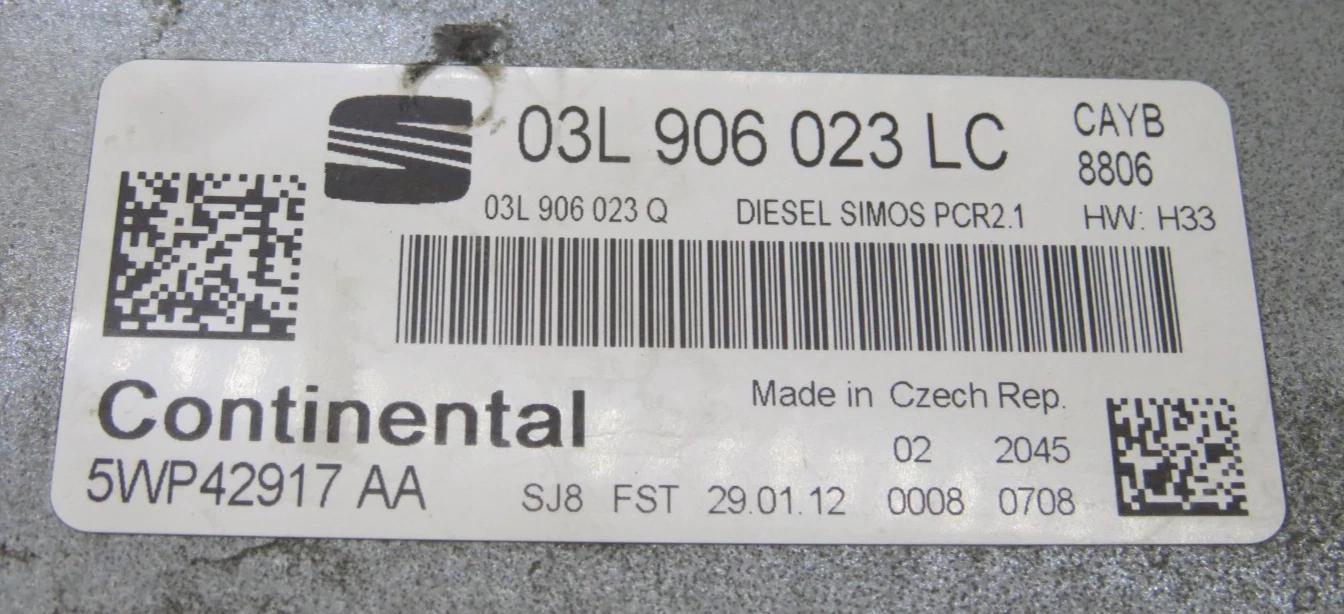 03L 906 023 LC
CAYB
8806
03L 906 023 Q DIESEL SIMOS PCR2.1 HW: H33
Continental
Made in Czech Rep.
5WP42917 AA
02 2045
SJ8 FST 29.01.12 0008 0708